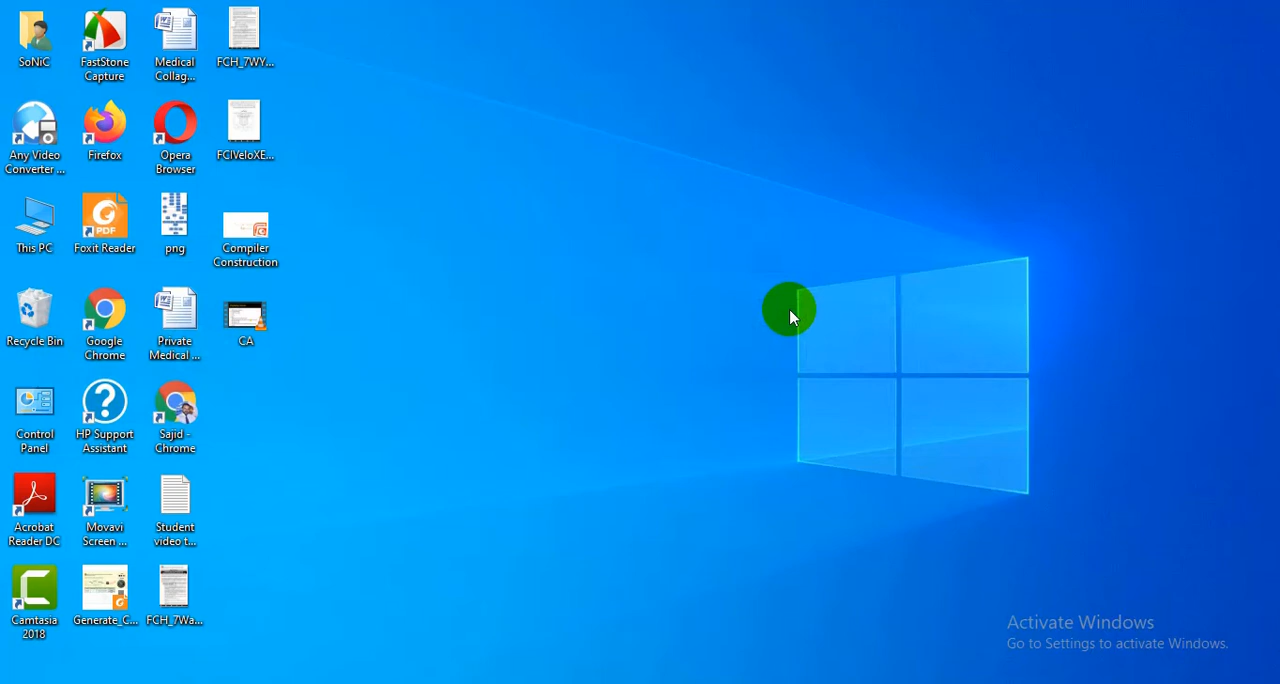 SoNiC
FastStone
Capture
Medical
Collag...
FCH_7WY...
Any Video
Converter ...
Firefox
Opera
Browser
FCIVeloXE...
This PC
PDF
Foxit Reader
png
Compiler
Construction
Recycle Bin
Google
Chrome
Private
Medical ...
CA
Control
Panel
HP Support
Assistant
Sajid -
Chrome
Acrobat
Reader DC
Movavi
Screen ...
Student
video t...
Camtasia
2018
Generate_C...
FCH_7Wa...
Activate Windows
Go to Settings to activate Windows.